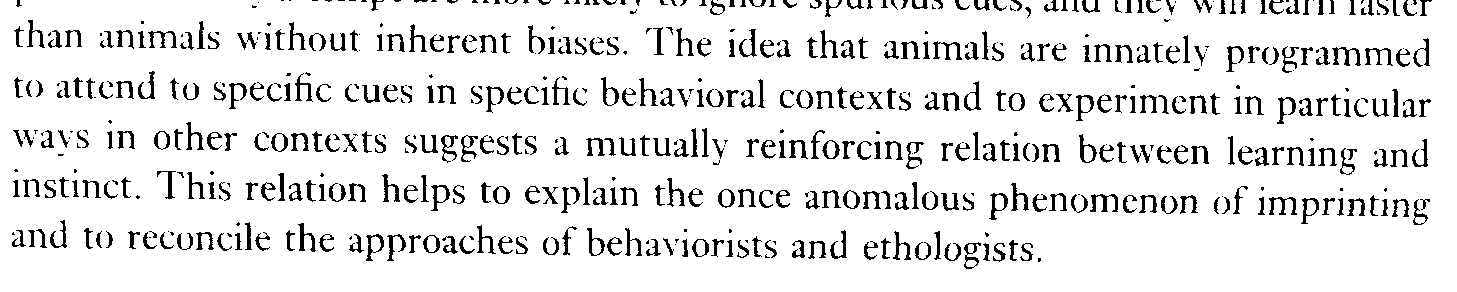 are more likely to ignore spurious cues, and they will learn faster
than animals without inherent biases. The idea that animals are innately programmed
to attend to specific cues in specific behavioral contexts and to experiment in particular
ways in other contexts suggests a mutually reinforcing relation between learning and
instinct. This relation helps to explain the once anomalous phenomenon of imprinting
and to reconcile the approaches of behaviorists and ethologists.